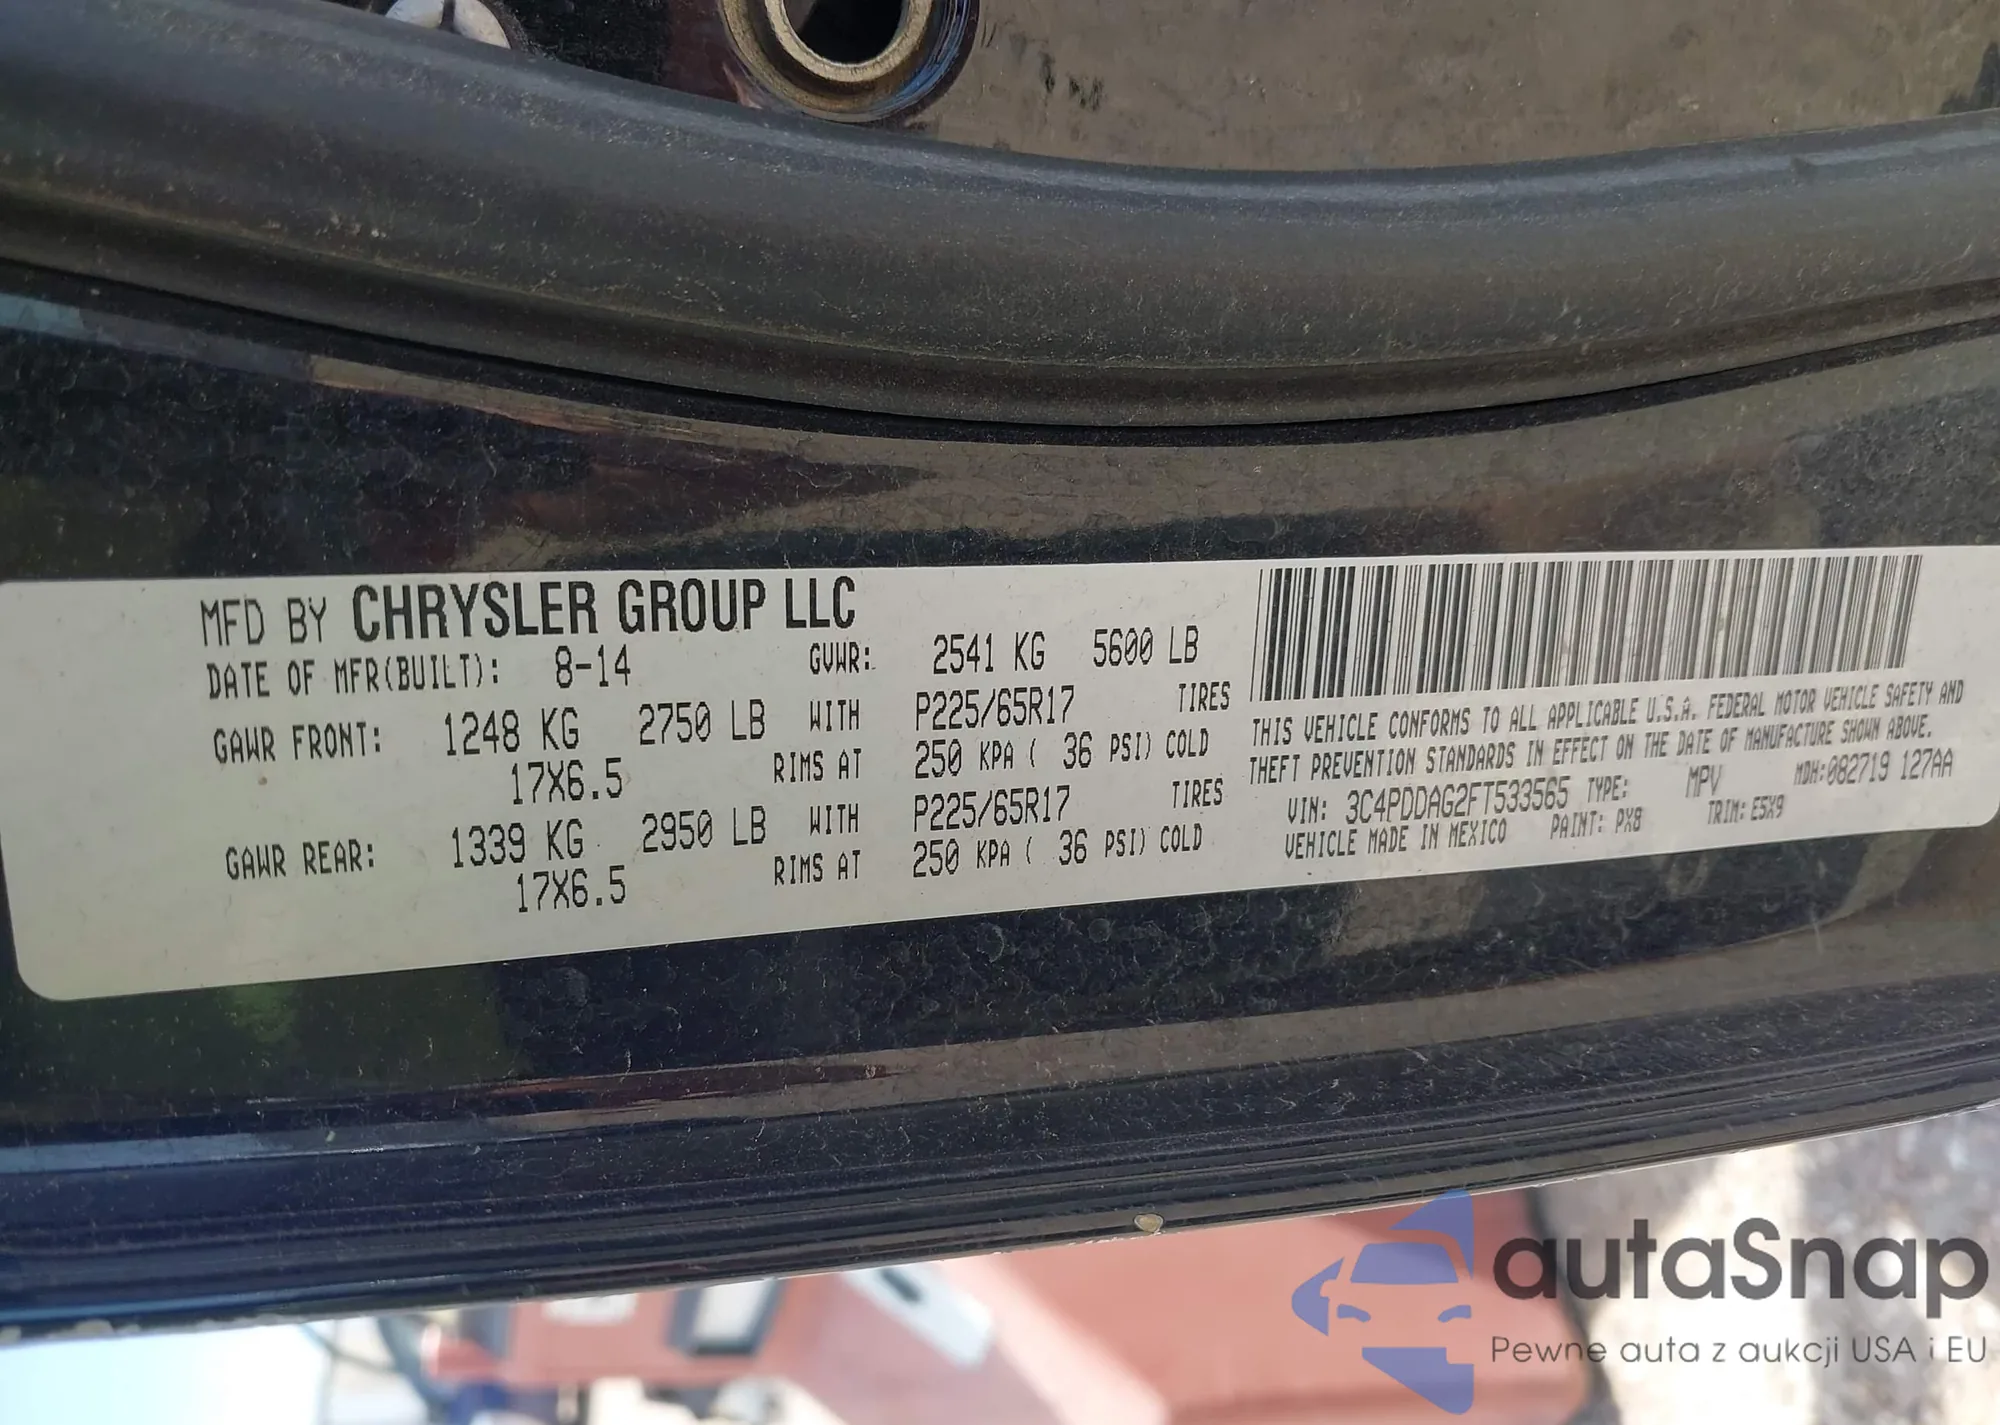 MFD BY CHRYSLER GROUP LLC
DATE OF MFR(BUILT): 8-14 GVWR: 2541 KG 5600 LB
GAWR FRONT: 1248 KG 2750 LB WITH P225/65R17 TIRES
17X6.5 RIMS AT 250 KPA ( 36 PSI) COLD
GAWR REAR: 1339 KG 2950 LB WITH P225/65R17 TIRES
17X6.5 RIMS AT 250 KPA ( 36 PSI) COLD
THIS VEHICLE CONFORMS TO ALL APPLICABLE U.S.A. FEDERAL MOTOR VEHICLE SAFETY AND
THEFT PREVENTION STANDARDS IN EFFECT ON THE DATE OF MANUFACTURE SHOWN ABOVE.
VIN: 3C4PDDAG2FT533565 TYPE: MPV MDH:082719 127AA
VEHICLE MADE IN MEXICO PAINT: PX8 TRIM: E5X9
autaSnap
Pewne auta z aukcji USA i EU